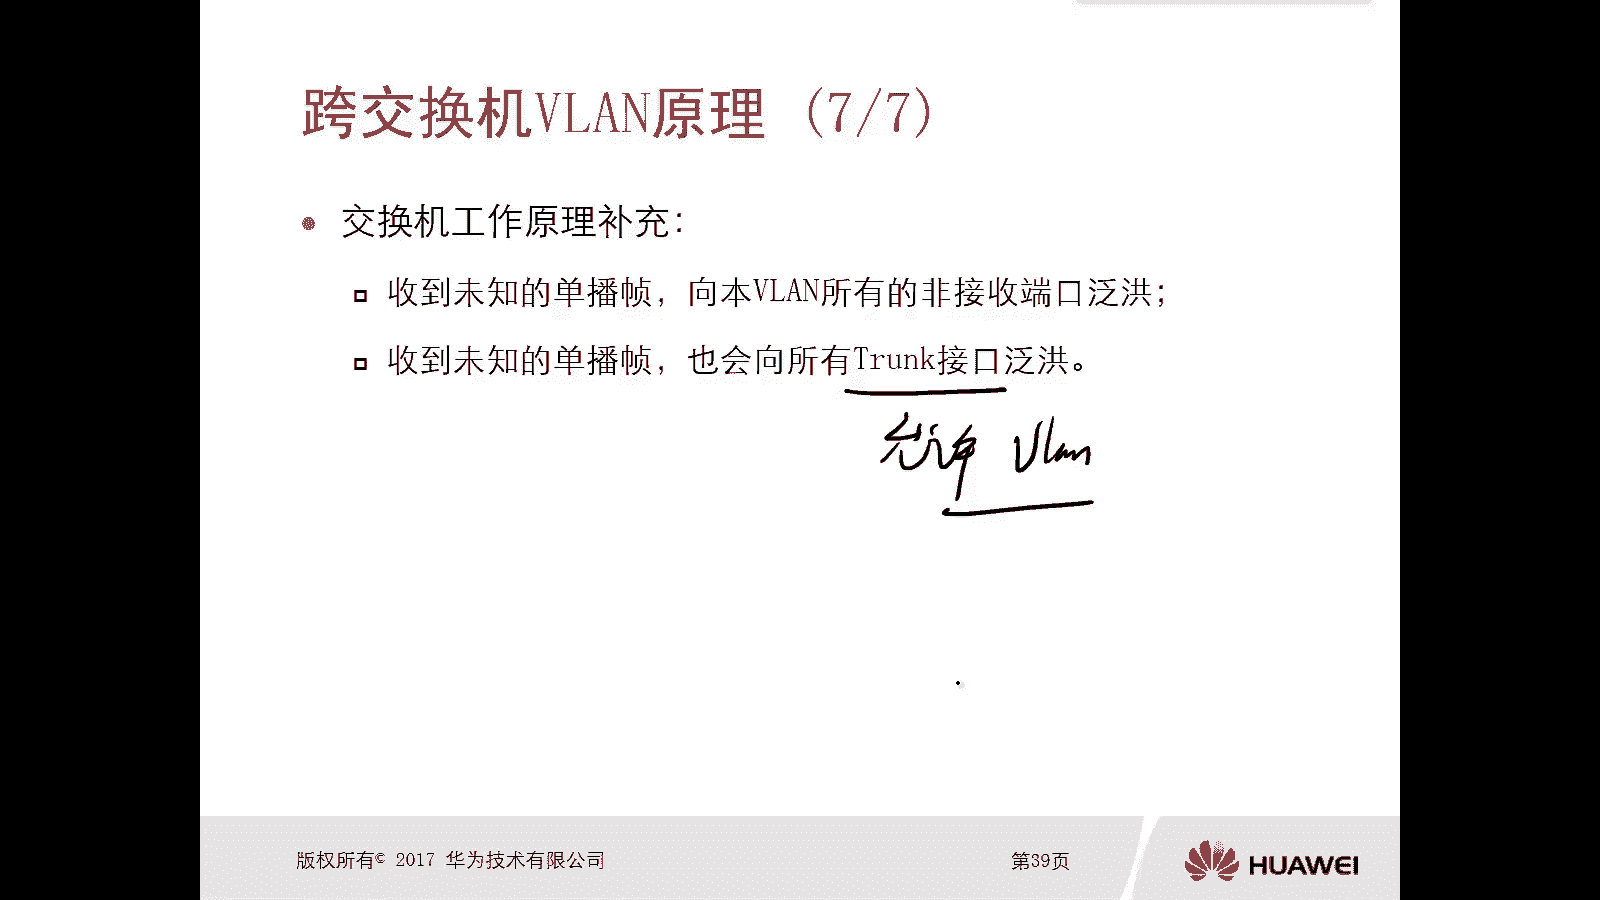 跨交换机VLAN原理（7/7）
交换机工作原理补充：
收到未知的单播帧，向本VLAN所有的非接收端口泛洪；
收到未知的单播帧，也会向所有Trunk接口泛洪。
允许 Vlan
版权所有© 2017 华为技术有限公司
第39页
HUAWEI